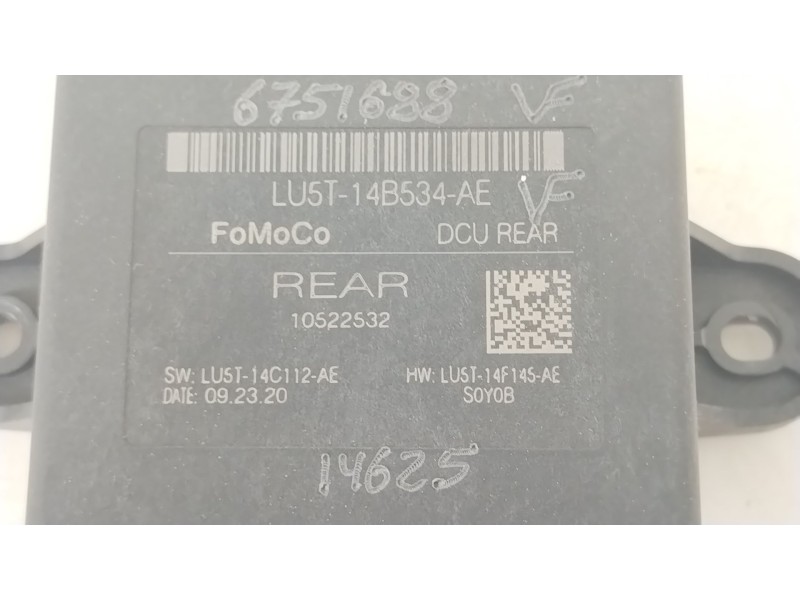 6751688 VF
LU5T-14B534-AE VF
FoMoCo DCU REAR
REAR
10522532
SW: LU5T-14C112-AE HW: LU5T-14F145-AE
DATE: 09.23.20 S0Y0B
14625